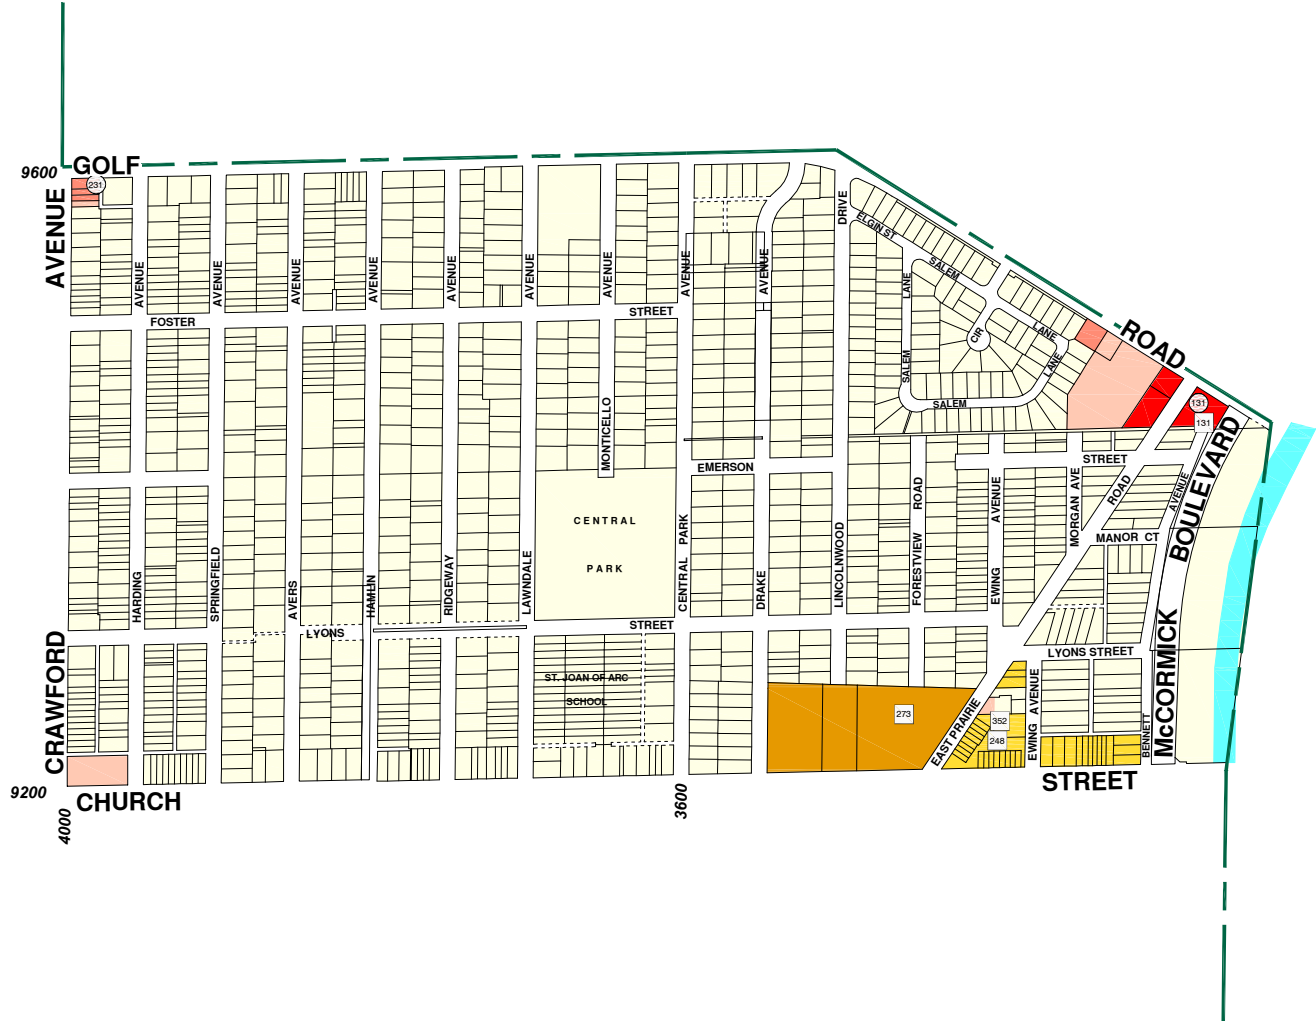 9600
GOLF
231
AVENUE
AVENUE
AVENUE
AVENUE
AVENUE
AVENUE
AVENUE
AVENUE
AVENUE
AVENUE
DRIVE
ELGIN ST
SALEM
LANE
LANE
CIR
LANE
SALEM
SALEM
ROAD
131
131
FOSTER
STREET
MONTICELLO
EMERSON
STREET
CENTRAL
PARK
CENTRAL PARK
HARDING
SPRINGFIELD
AVERS
HAMLIN
RIDGEWAY
LAWNDALE
DRAKE
LINCOLNWOOD
FORESTVIEW ROAD
EWING AVENUE
MORGAN AVE
ROAD
AVENUE
MANOR CT
BOULEVARD
McCORMICK
LYONS
STREET
LYONS STREET
ST. JOAN OF ARC
SCHOOL
273
EAST PRAIRIE
352
248
EWING AVENUE
BENNETT
CRAWFORD
9200
CHURCH
STREET
4000
3600